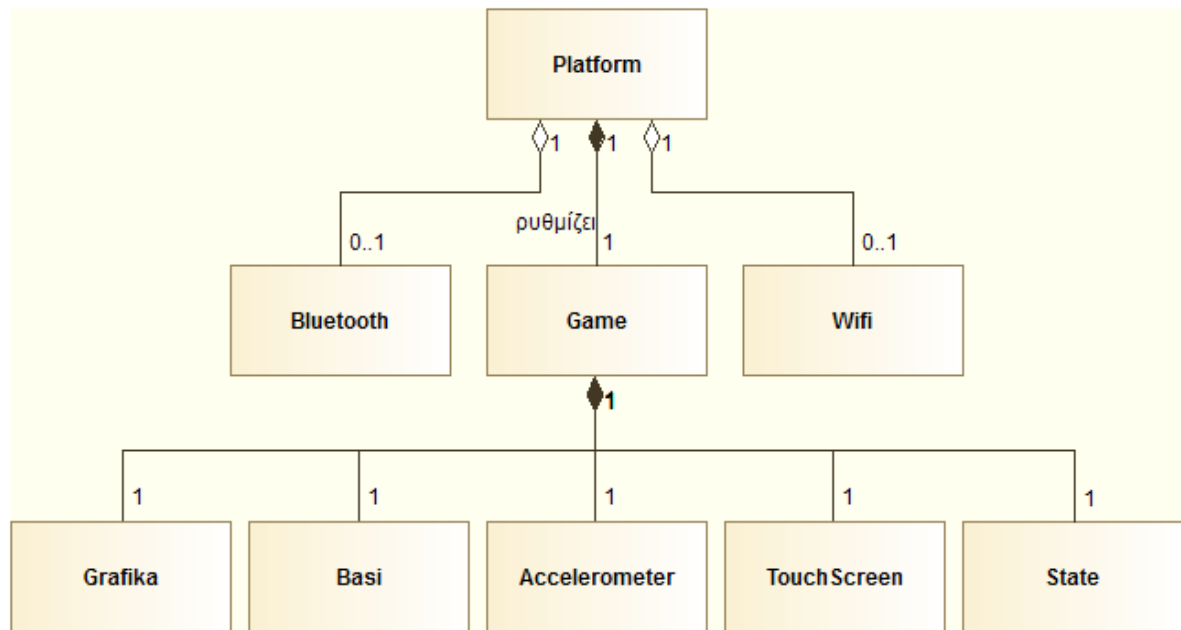 Platform
1 1 1
ρυθμίζει
0..1 1 0..1
Bluetooth Game Wifi
1
1 1 1 1 1
Grafika Basi Accelerometer TouchScreen State